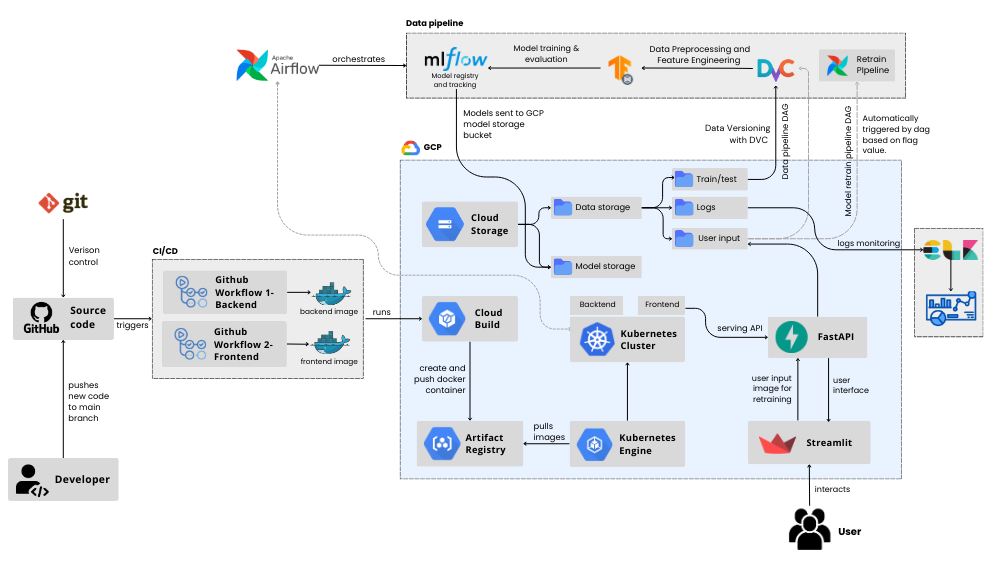 Data pipeline
Apache
Airflow
orchestrates
mlflow
Model registry
and tracking
Model training &
evaluation
Data Preprocessing and
Feature Engineering
DVC
Retrain
Pipeline
Models sent to GCP
model storage
bucket
Data Versioning
with DVC
Data pipeline DAG
Model retrain pipeline DAG
Automatically
triggered by dag
based on flag
value.
GCP
Cloud
Storage
Data storage
Model storage
Train/test
Logs
User input
logs monitoring
ELK
git
Verison
control
GitHub
Source
code
triggers
pushes
new code
to main
branch
Developer
CI/CD
Github
Workflow 1-
Backend
backend image
Github
Workflow 2-
Frontend
frontend image
runs
Cloud
Build
create and
push docker
container
Artifact
Registry
pulls
images
Backend
Frontend
Kubernetes
Cluster
Kubernetes
Engine
serving API
FastAPI
user input
image for
retraining
user
interface
Streamlit
interacts
User